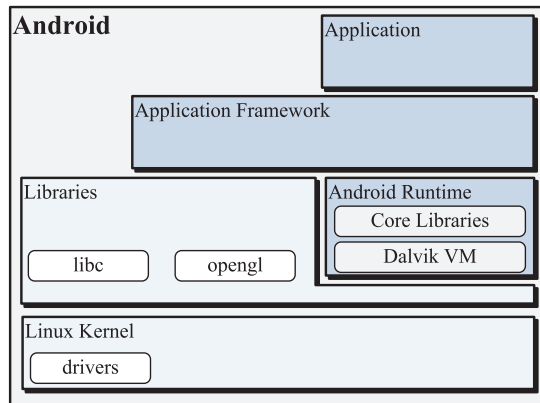 Android
Application
Application Framework
Libraries
Android Runtime
Core Libraries
Dalvik VM
libc
opengl
Linux Kernel
drivers